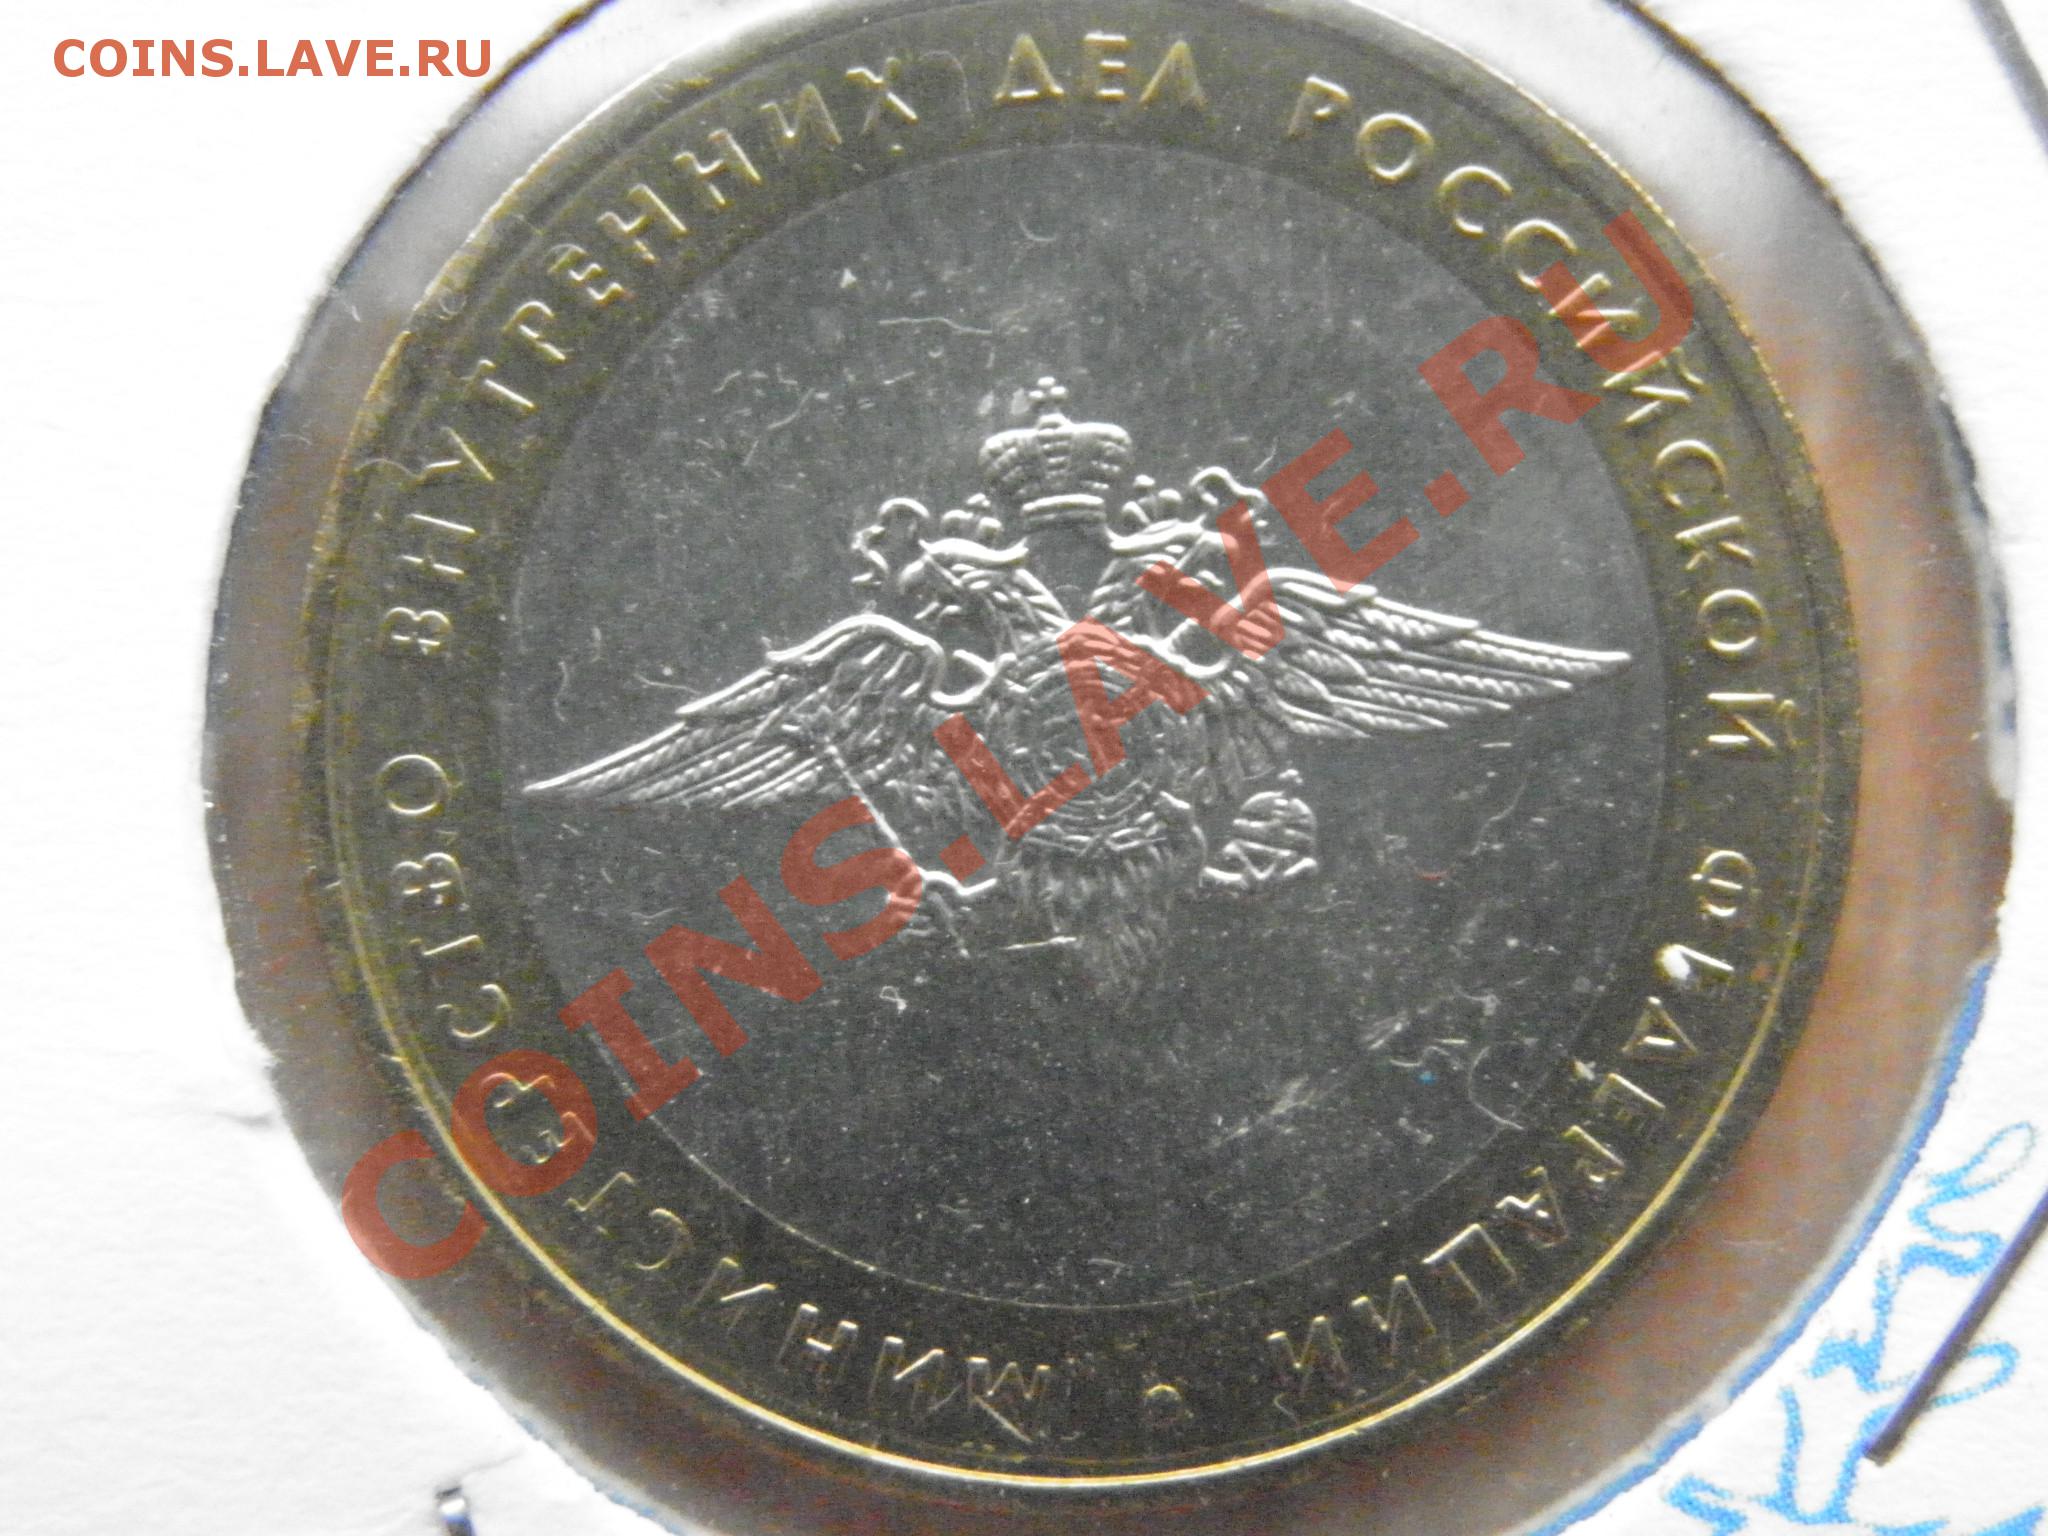 COINS.LAVE.RU
МИНИСТЕРСТВО ВНУТРЕННИХ ДЕЛ РОССИЙСКОЙ ФЕДЕРАЦИИ •
COINS.LAVE.RU